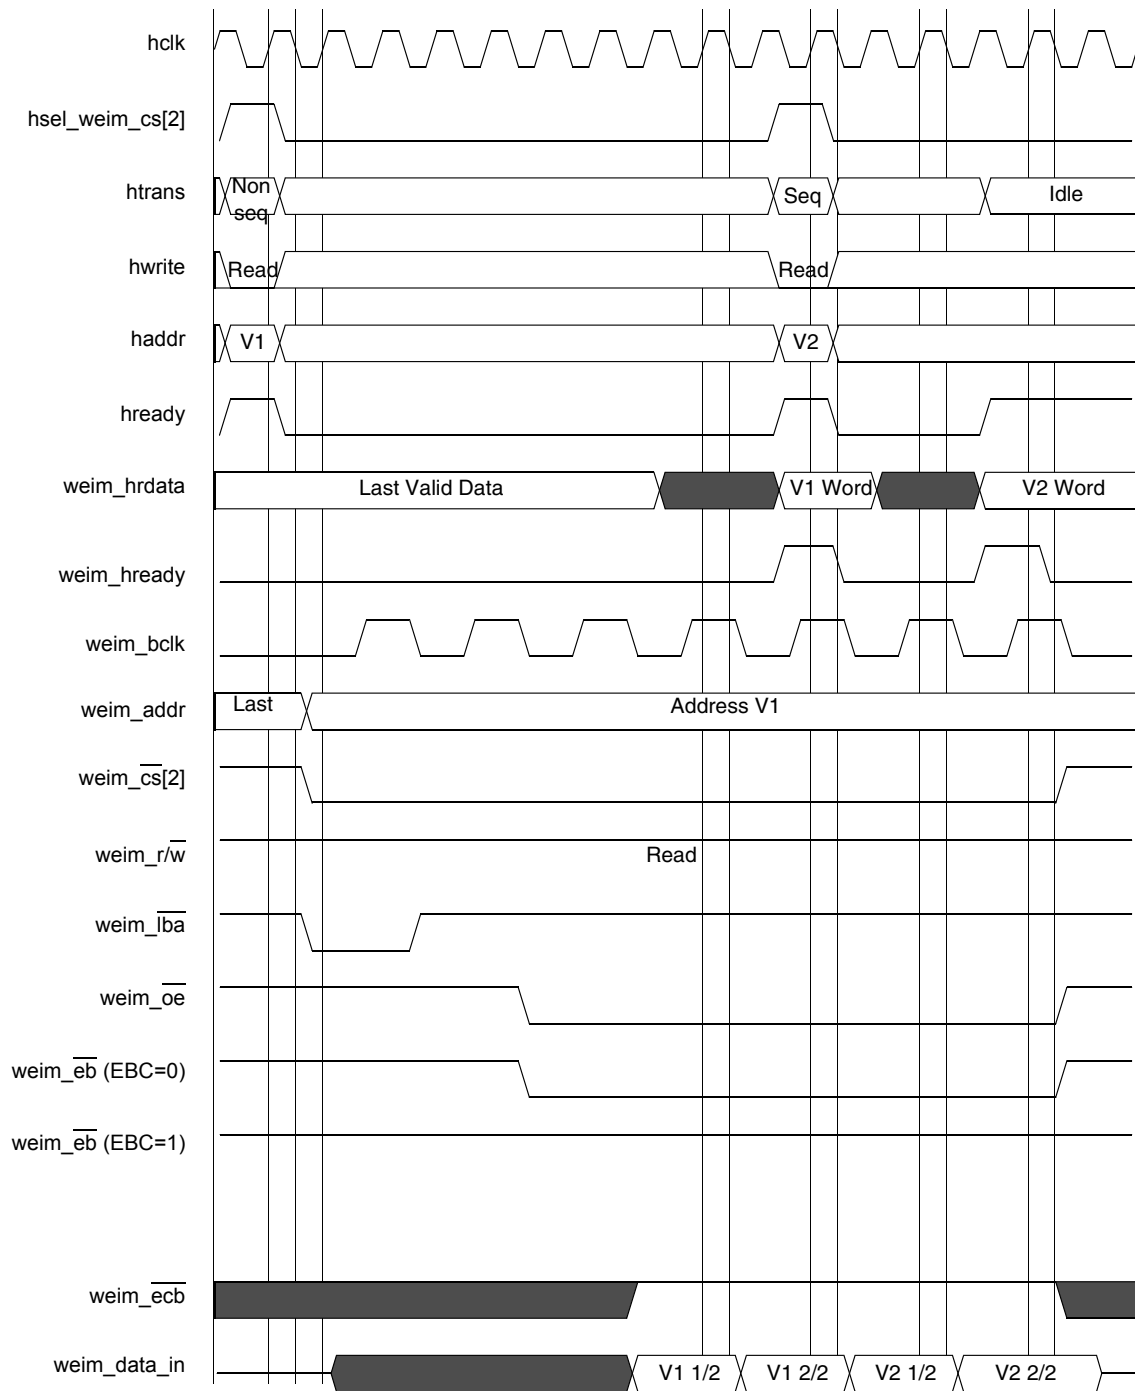 hclk
hsel_weim_cs[2]
htrans Non seq Seq Idle
hwrite Read Read
haddr V1 V2
hready
weim_hrdata Last Valid Data V1 Word V2 Word
weim_hready
weim_bclk
weim_addr Last Address V1
weim_cs[2]
weim_r/w Read
weim_lba
weim_oe
weim_eb (EBC=0)
weim_eb (EBC=1)
weim_ecb
weim_data_in V1 1/2 V1 2/2 V2 1/2 V2 2/2